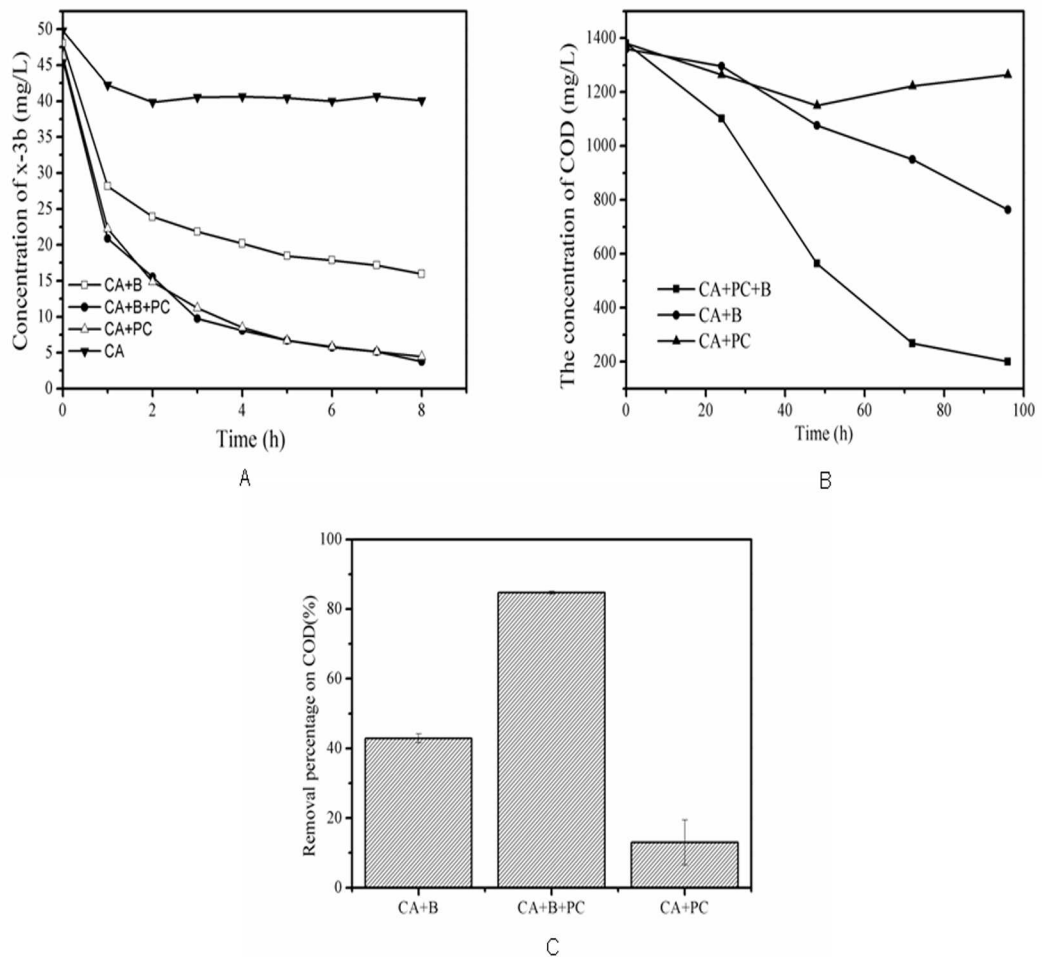 Concentration of x-3b (mg/L)
50
45
40
35
30
25
20
15
10
5
0
CA+B
CA+B+PC
CA+PC
CA
0 2 4 6 8
Time (h)
A
The concentration of COD (mg/L)
1400
1200
1000
800
600
400
200
CA+PC+B
CA+B
CA+PC
0 20 40 60 80 100
Time (h)
B
Removal percentage on COD(%)
100
80
60
40
20
0
CA+B CA+B+PC CA+PC
C